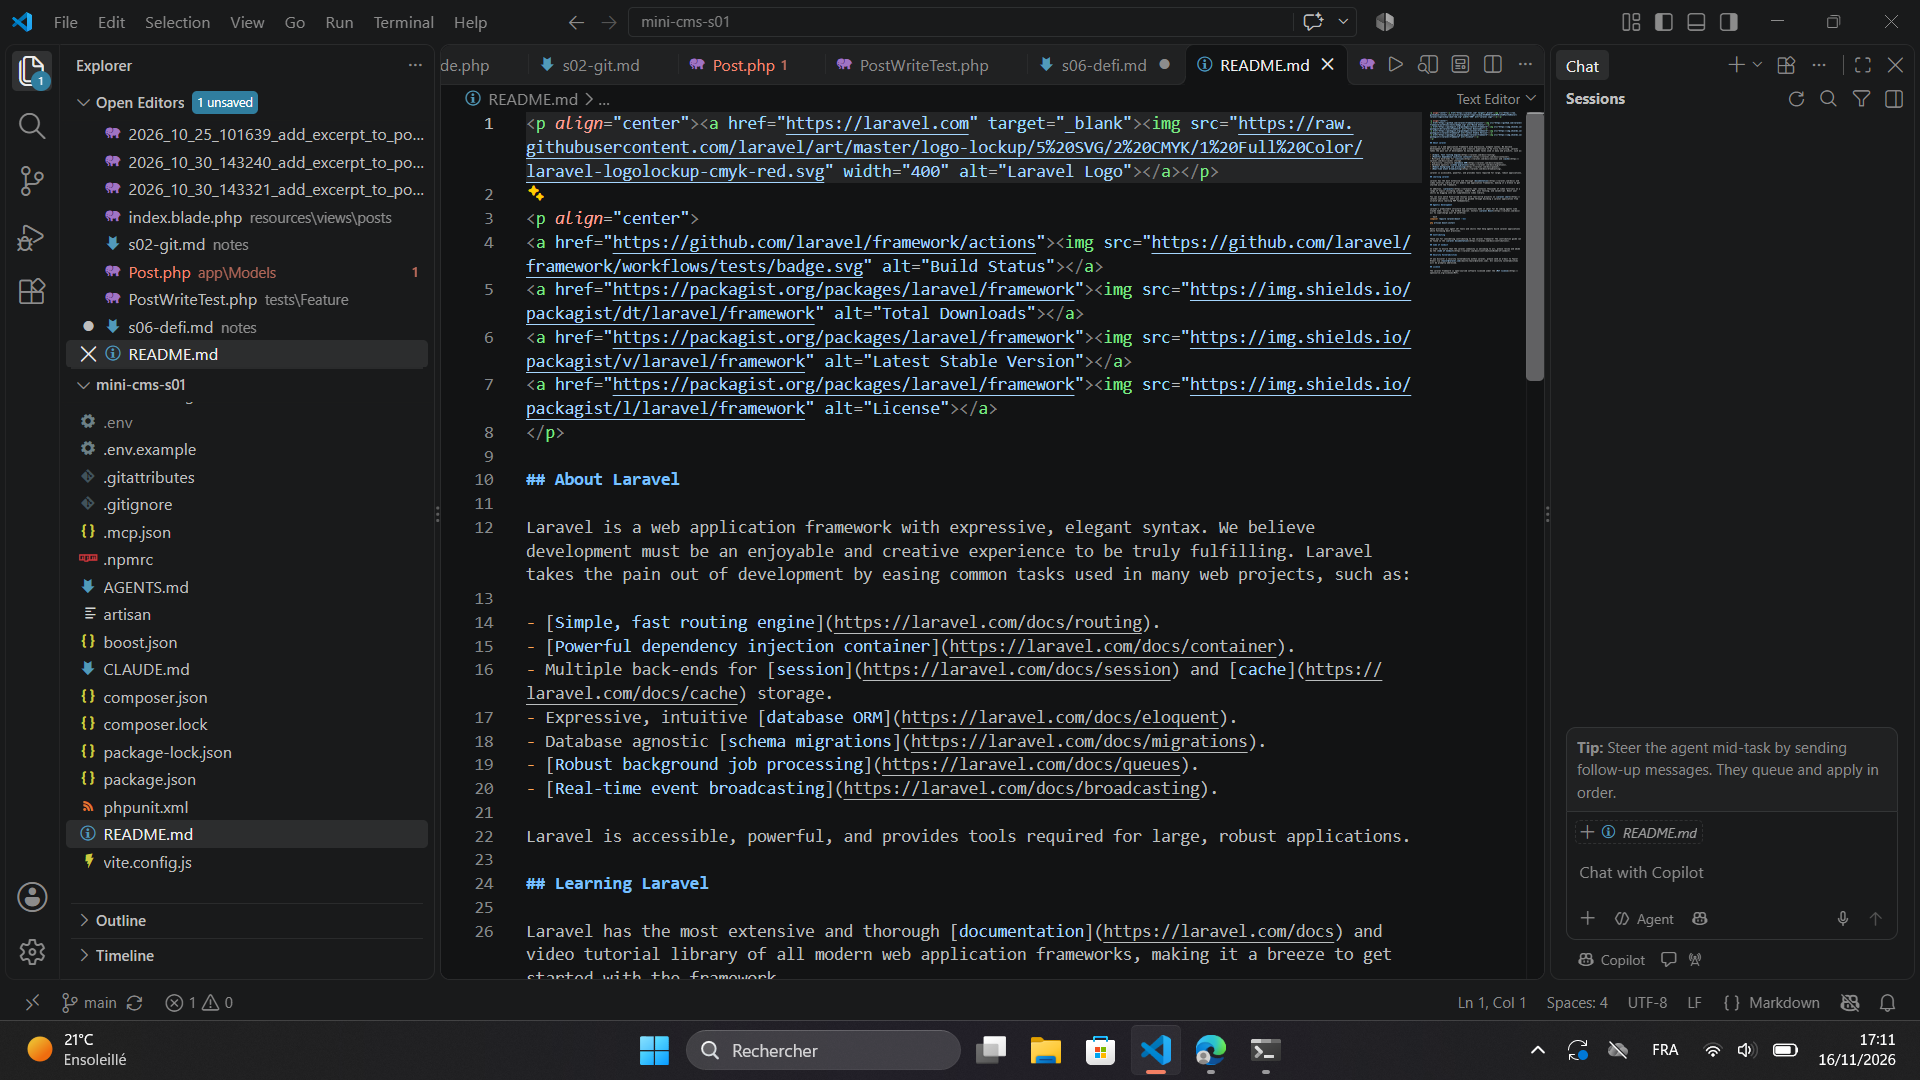 File Edit Selection View Go Run Terminal Help
mini-cms-s01
Explorer
Open Editors 1 unsaved
2026_10_25_101639_add_excerpt_to_po...
2026_10_30_143240_add_excerpt_to_po...
2026_10_30_143321_add_excerpt_to_po...
index.blade.php resources\views\posts
s02-git.md notes
Post.php app\Models 1
PostWriteTest.php tests\Feature
s06-defi.md notes
README.md
mini-cms-s01
.env
.env.example
.gitattributes
.gitignore
.mcp.json
.npmrc
AGENTS.md
artisan
boost.json
CLAUDE.md
composer.json
composer.lock
package-lock.json
package.json
phpunit.xml
README.md
vite.config.js
Outline
Timeline
de.php s02-git.md Post.php 1 PostWriteTest.php s06-defi.md README.md
README.md > ... Text Editor
1 <p align="center"><a href="https://laravel.com" target="_blank"><img src="https://raw.
githubusercontent.com/laravel/art/master/logo-lockup/5%20SVG/2%20CMYK/1%20Full%20Color/
laravel-logolockup-cmyk-red.svg" width="400" alt="Laravel Logo"></a></p>
2
3 <p align="center">
4 <a href="https://github.com/laravel/framework/actions"><img src="https://github.com/laravel/
framework/workflows/tests/badge.svg" alt="Build Status"></a>
5 <a href="https://packagist.org/packages/laravel/framework"><img src="https://img.shields.io/
packagist/dt/laravel/framework" alt="Total Downloads"></a>
6 <a href="https://packagist.org/packages/laravel/framework"><img src="https://img.shields.io/
packagist/v/laravel/framework" alt="Latest Stable Version"></a>
7 <a href="https://packagist.org/packages/laravel/framework"><img src="https://img.shields.io/
packagist/l/laravel/framework" alt="License"></a>
8 </p>
9
10 ## About Laravel
11
12 Laravel is a web application framework with expressive, elegant syntax. We believe
development must be an enjoyable and creative experience to be truly fulfilling. Laravel
takes the pain out of development by easing common tasks used in many web projects, such as:
13
14 - [Simple, fast routing engine](https://laravel.com/docs/routing).
15 - [Powerful dependency injection container](https://laravel.com/docs/container).
16 - Multiple back-ends for [session](https://laravel.com/docs/session) and [cache](https://
laravel.com/docs/cache) storage.
17 - Expressive, intuitive [database ORM](https://laravel.com/docs/eloquent).
18 - Database agnostic [schema migrations](https://laravel.com/docs/migrations).
19 - [Robust background job processing](https://laravel.com/docs/queues).
20 - [Real-time event broadcasting](https://laravel.com/docs/broadcasting).
21
22 Laravel is accessible, powerful, and provides tools required for large, robust applications.
23
24 ## Learning Laravel
25
26 Laravel has the most extensive and thorough [documentation](https://laravel.com/docs) and
video tutorial library of all modern web application frameworks, making it a breeze to get
started with the framework.
Chat
Sessions
Tip: Steer the agent mid-task by sending
follow-up messages. They queue and apply in
order.
README.md
Chat with Copilot
Agent
Copilot
main 1 0
Ln 1, Col 1 Spaces: 4 UTF-8 LF { } Markdown
21°C
Ensoleillé
Rechercher
FRA
17:11
16/11/2026